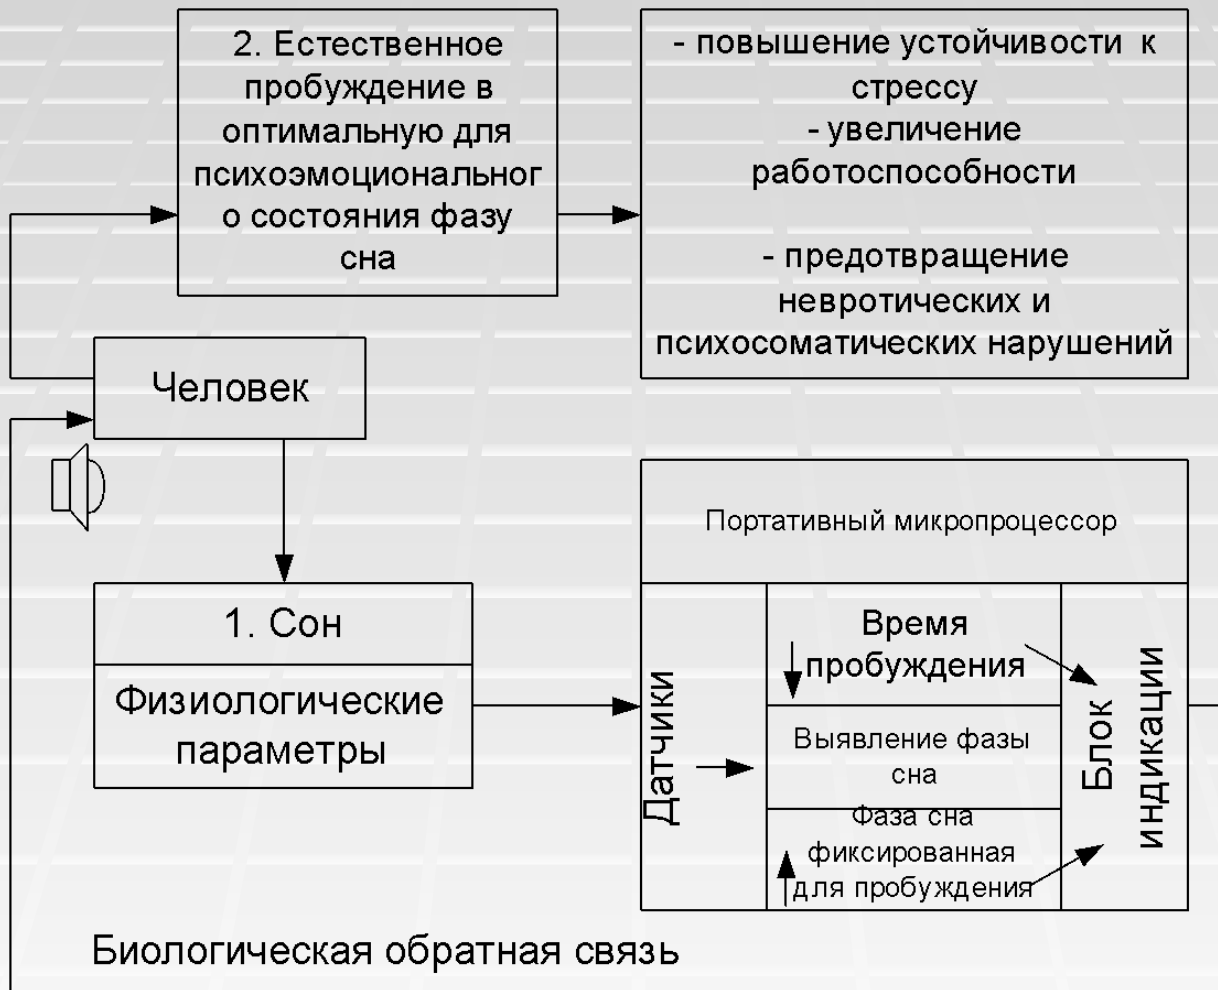 2. Естественное
пробуждение в
оптимальную для
психоэмоциональног
о состояния фазу
сна
- повышение устойчивости к
стрессу
- увеличение
работоспособности
- предотвращение
невротических и
психосоматических нарушений
Человек
Портативный микропроцессор
1. Сон
Физиологические
параметры
Датчики
Время
пробуждения
Выявление фазы
сна
Фаза сна
фиксированная
для пробуждения
Блок
индикации
Биологическая обратная связь